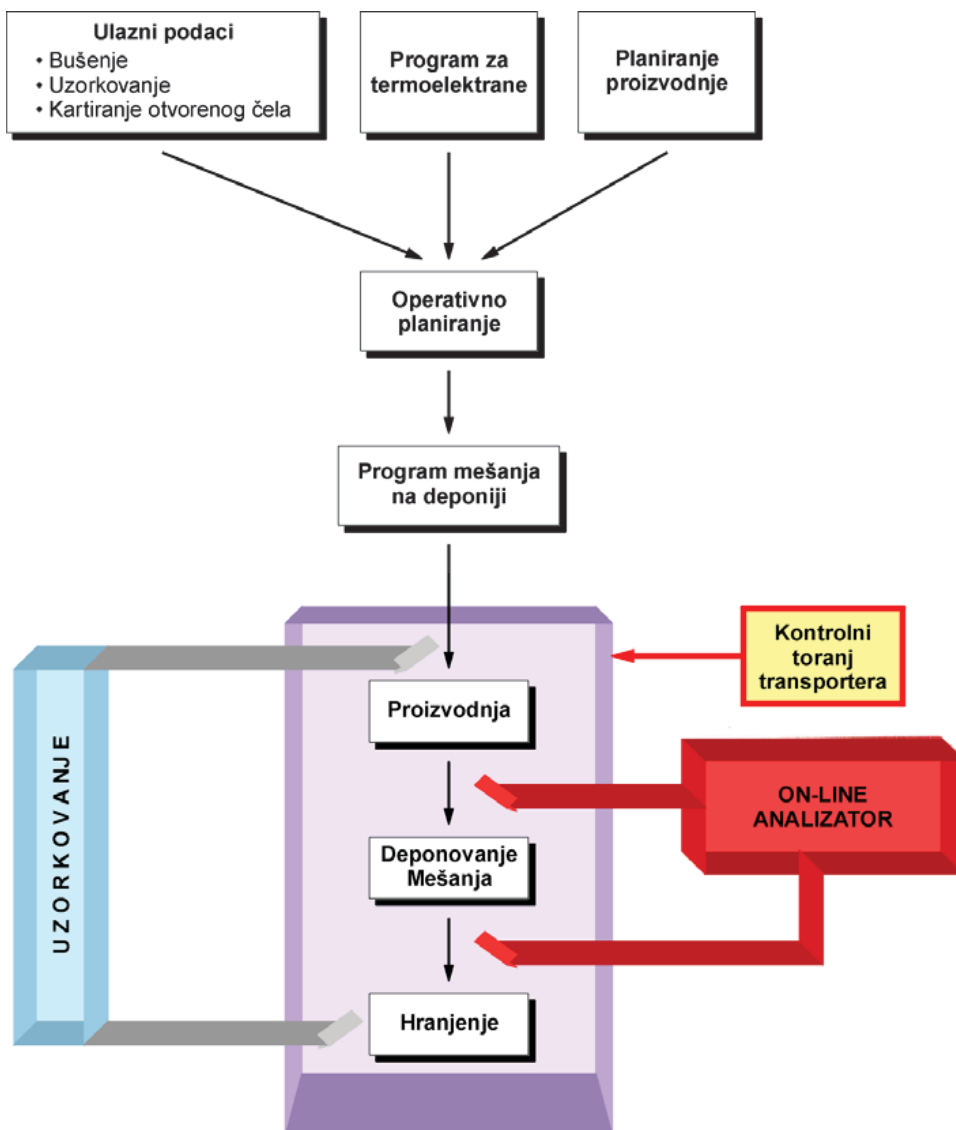 Ulazni podaci
• Bušenje
• Uzorkovanje
• Kartiranje otvorenog čela
Program za
termoelektrane
Planiranje
proizvodnje
Operativno
planiranje
Program mešanja
na deponiji
Kontrolni
toranj
transportera
Proizvodnja
UZORKOVANJE
ON-LINE
ANALIZATOR
Deponovanje
Mešanja
Hranjenje